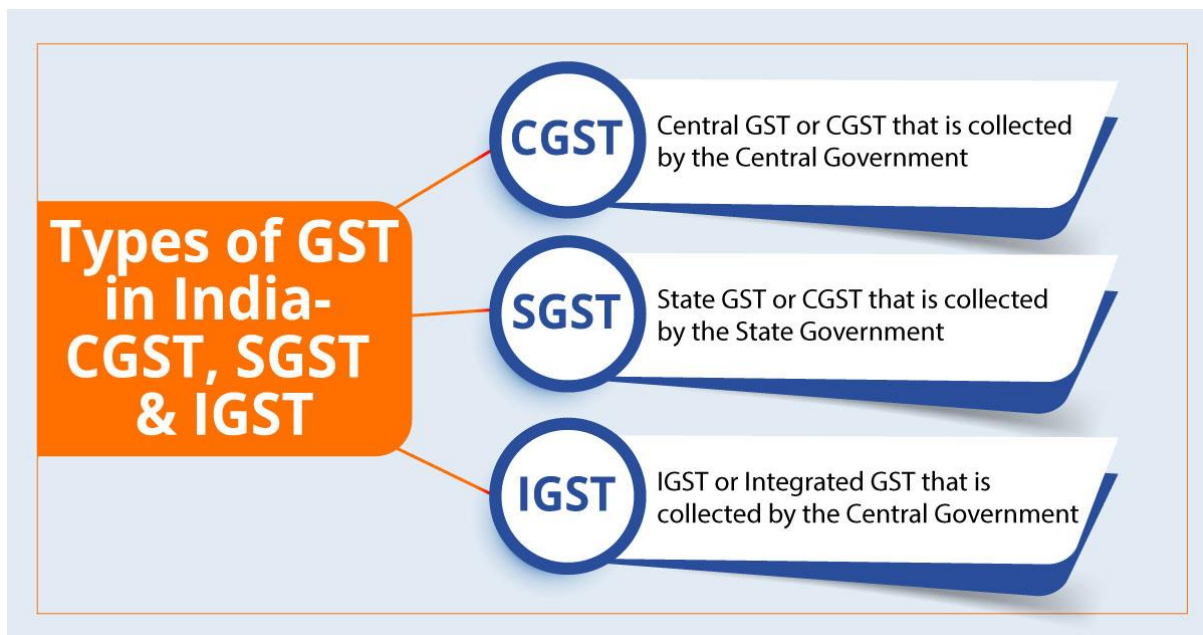 Types of GST
in India-
CGST, SGST
& IGST
CGST
Central GST or CGST that is collected
by the Central Government
SGST
State GST or CGST that is collected
by the State Government
IGST
IGST or Integrated GST that is
collected by the Central Government